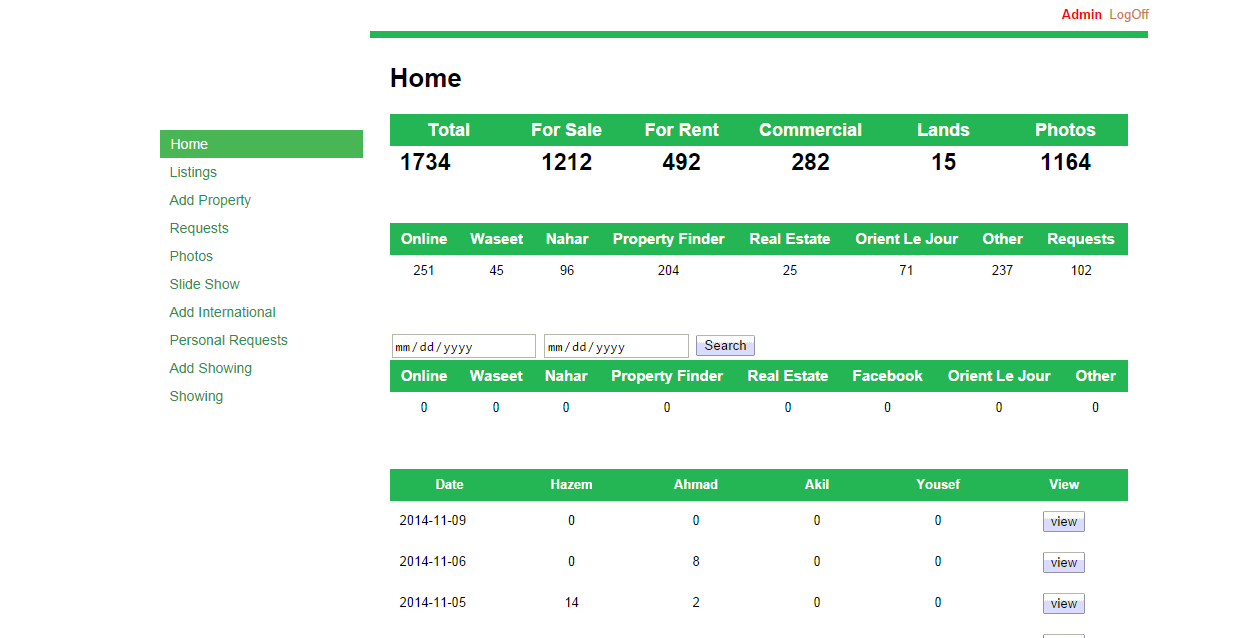 Admin LogOff
Home
Home
Listings
Add Property
Requests
Photos
Slide Show
Add International
Personal Requests
Add Showing
Showing
Total For Sale For Rent Commercial Lands Photos
1734 1212 492 282 15 1164
Online Waseet Nahar Property Finder Real Estate Orient Le Jour Other Requests
251 45 96 204 25 71 237 102
mm/dd/yyyy mm/dd/yyyy Search
Online Waseet Nahar Property Finder Real Estate Facebook Orient Le Jour Other
0 0 0 0 0 0 0 0
Date Hazem Ahmad Akil Yousef View
2014-11-09 0 0 0 0 view
2014-11-06 0 8 0 0 view
2014-11-05 14 2 0 0 view